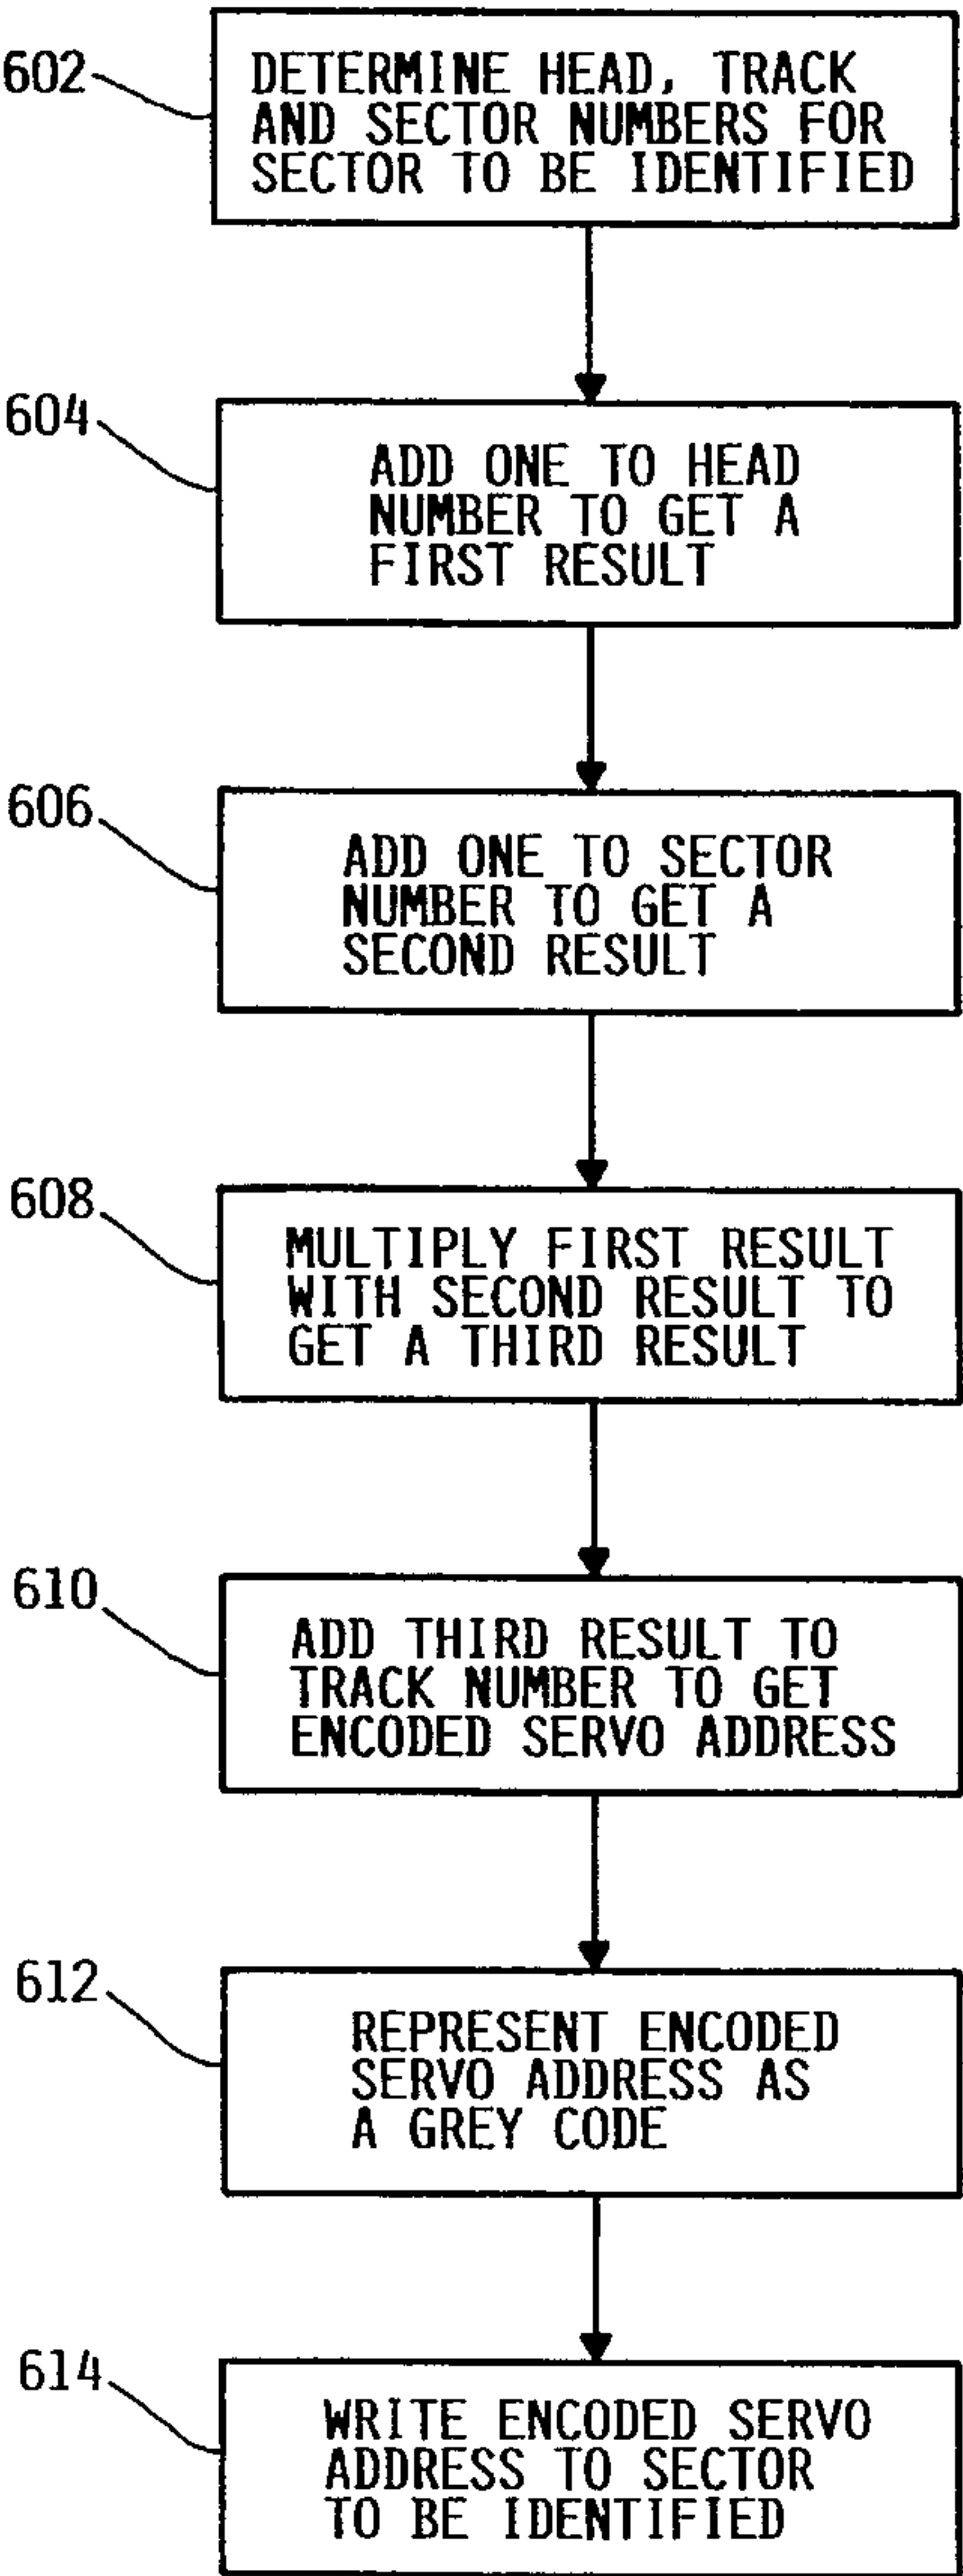 602
DETERMINE HEAD, TRACK
AND SECTOR NUMBERS FOR
SECTOR TO BE IDENTIFIED
604
ADD ONE TO HEAD
NUMBER TO GET A
FIRST RESULT
606
ADD ONE TO SECTOR
NUMBER TO GET A
SECOND RESULT
608
MULTIPLY FIRST RESULT
WITH SECOND RESULT TO
GET A THIRD RESULT
610
ADD THIRD RESULT TO
TRACK NUMBER TO GET
ENCODED SERVO ADDRESS
612
REPRESENT ENCODED
SERVO ADDRESS AS
A GREY CODE
614
WRITE ENCODED SERVO
ADDRESS TO SECTOR
TO BE IDENTIFIED